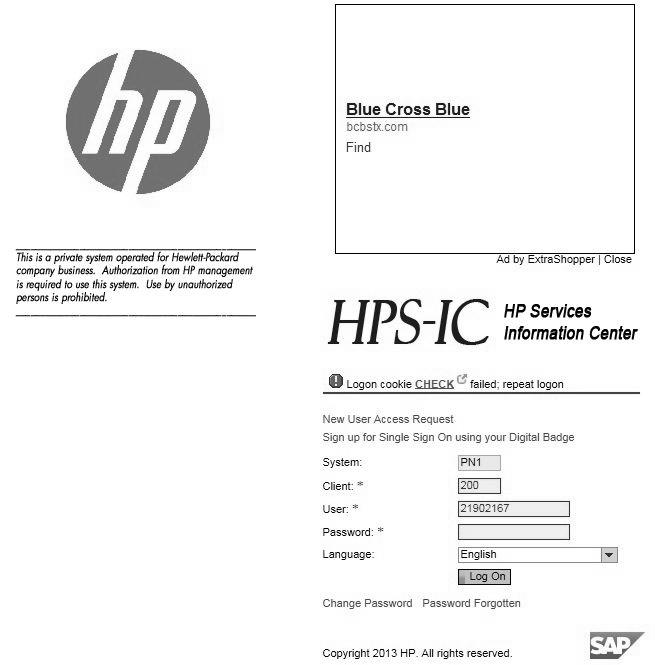 hp
This is a private system operated for Hewlett-Packard
company business. Authorization from HP management
is required to use this system. Use by unauthorized
persons is prohibited.
Blue Cross Blue
bcbstx.com
Find
Ad by ExtraShopper | Close
HPS-IC
HP Services
Information Center
Logon cookie CHECK failed; repeat logon
New User Access Request
Sign up for Single Sign On using your Digital Badge
System: PN1
Client: * 200
User: * 21902167
Password: *
Language: English
Log On
Change Password Password Forgotten
Copyright 2013 HP. All rights reserved.
SAP